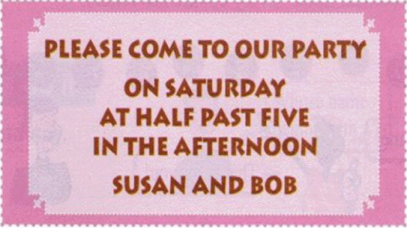 PLEASE COME TO OUR PARTY
ON SATURDAY
AT HALF PAST FIVE
IN THE AFTERNOON
SUSAN AND BOB